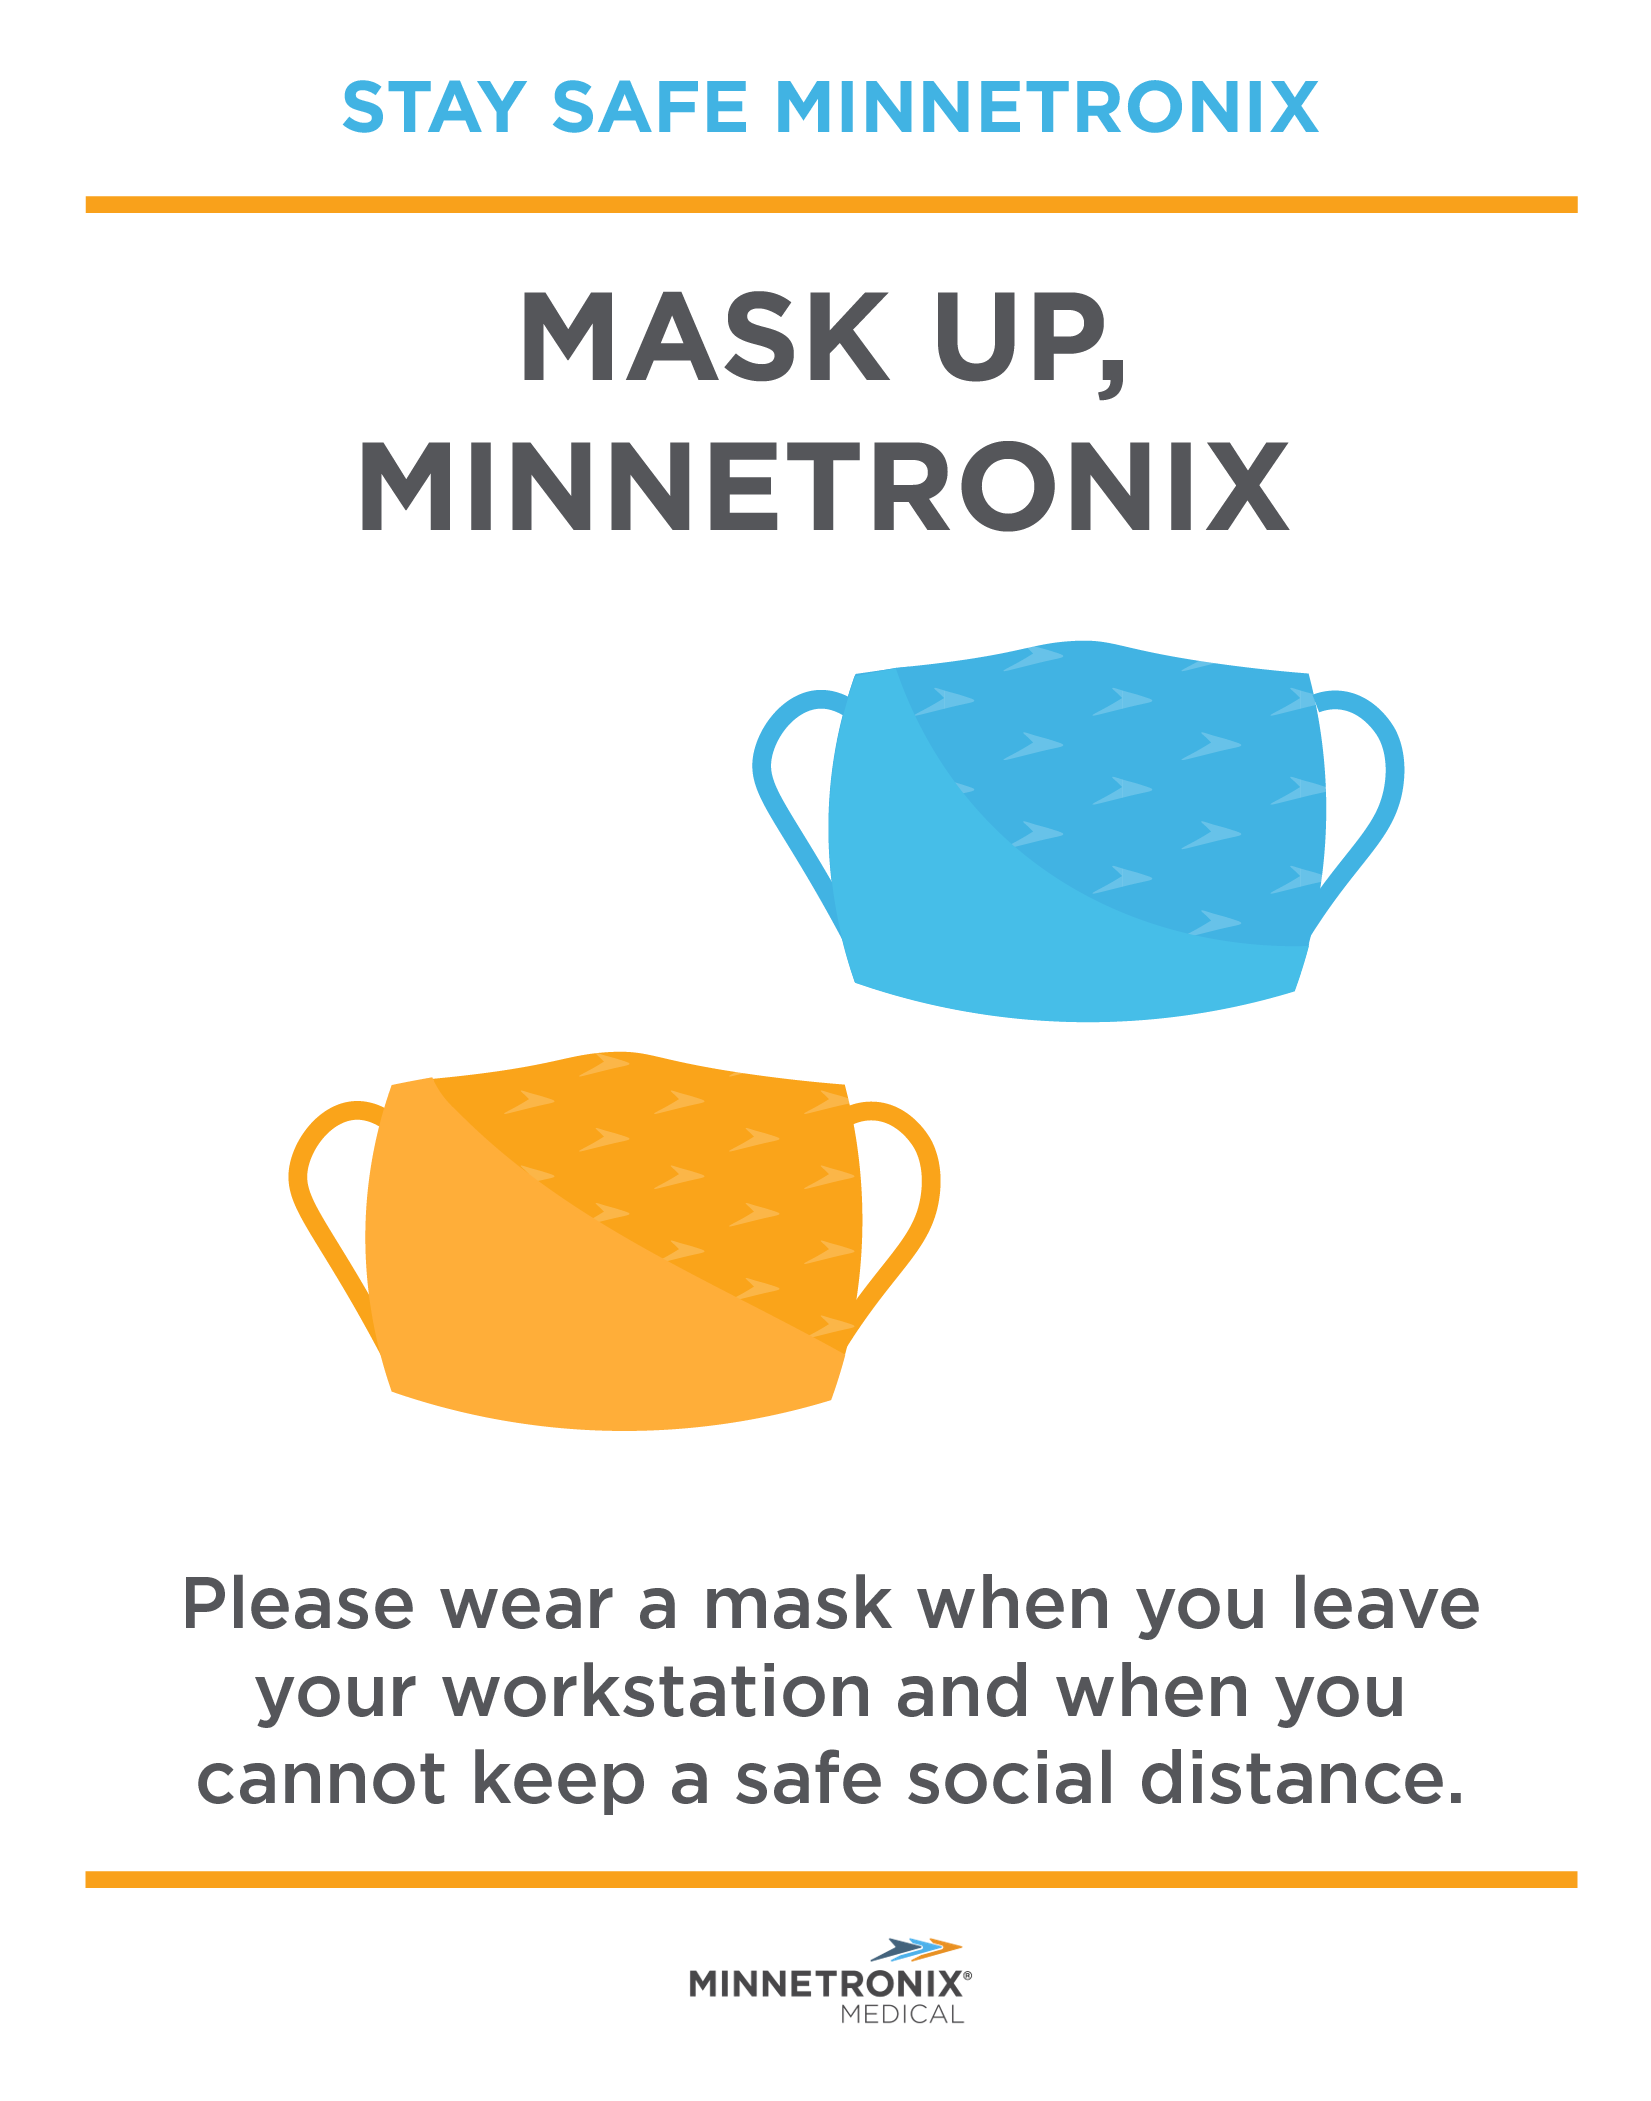 STAY SAFE MINNETRONIX
MASK UP,
MINNETRONIX
Please wear a mask when you leave
your workstation and when you
cannot keep a safe social distance.
MINNETRONIX®
MEDICAL